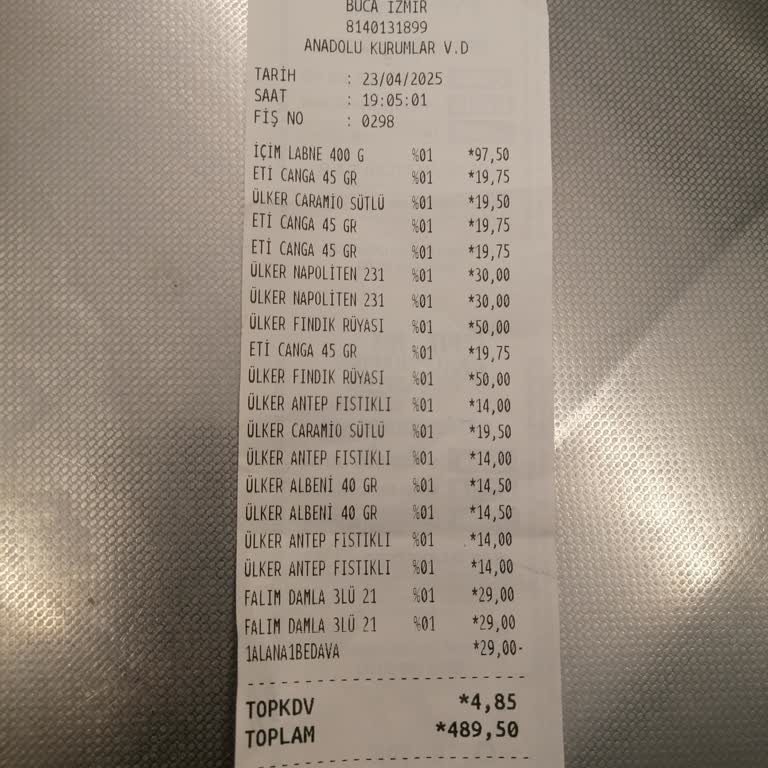 BUCA İZMİR
8140131899
ANADOLU KURUMLAR V.D
TARİH : 23/04/2025
SAAT : 19:05:01
FİŞ NO : 0298
İÇİM LABNE 400 G %01 *97,50
ETİ CANGA 45 GR %01 *19,75
ÜLKER CARAMİO SÜTLÜ %01 *19,50
ETİ CANGA 45 GR %01 *19,75
ETİ CANGA 45 GR %01 *19,75
ÜLKER NAPOLİTEN 231 %01 *30,00
ÜLKER NAPOLİTEN 231 %01 *30,00
ÜLKER FINDIK RÜYASI %01 *50,00
ETİ CANGA 45 GR %01 *19,75
ÜLKER FINDIK RÜYASI %01 *50,00
ÜLKER ANTEP FISTIKLI %01 *14,00
ÜLKER CARAMİO SÜTLÜ %01 *19,50
ÜLKER ANTEP FISTIKLI %01 *14,00
ÜLKER ALBENİ 40 GR %01 *14,50
ÜLKER ALBENİ 40 GR %01 *14,50
ÜLKER ANTEP FISTIKLI %01 *14,00
ÜLKER ANTEP FISTIKLI %01 *14,00
FALIM DAMLA 3LÜ 21 %01 *29,00
FALIM DAMLA 3LÜ 21 %01 *29,00
1ALANA1BEDAVA *29,00-
TOPKDV *4,85
TOPLAM *489,50